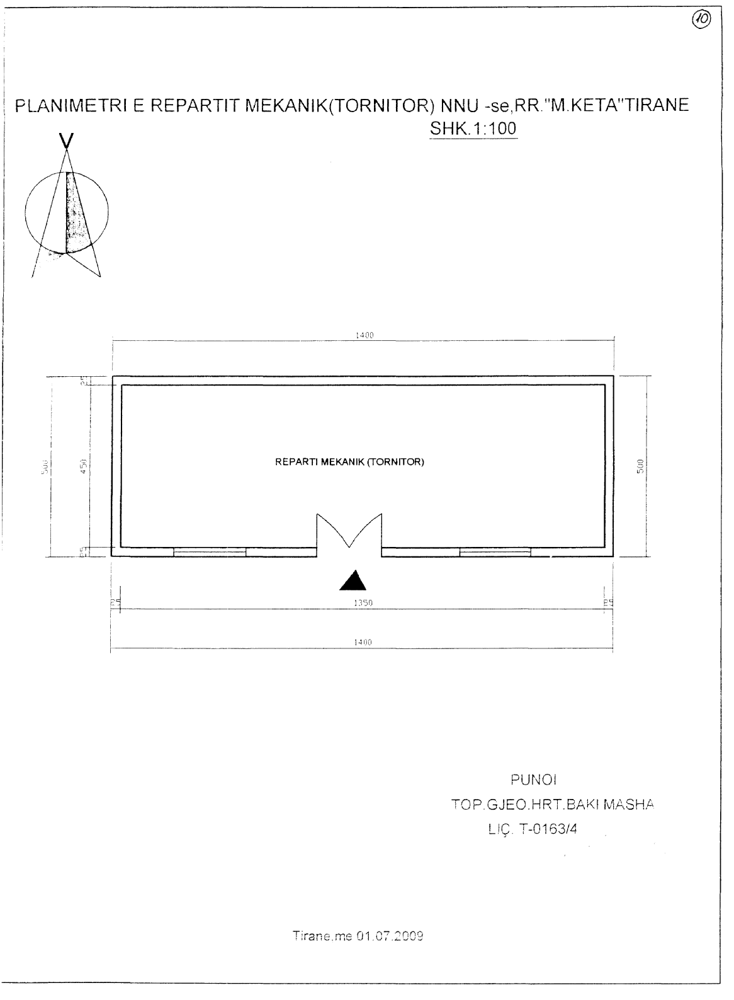 10
PLANIMETRI E REPARTIT MEKANIK(TORNITOR) NNU -se,RR."M.KETA"TIRANE
SHK.1:100
V
1400
25
500
450
REPARTI MEKANIK (TORNITOR)
500
25
25
1350
25
1400
PUNOI
TOP.GJEO.HRT.BAKI MASHA
LIÇ. T-0163/4
Tirane.me 01.07.2009